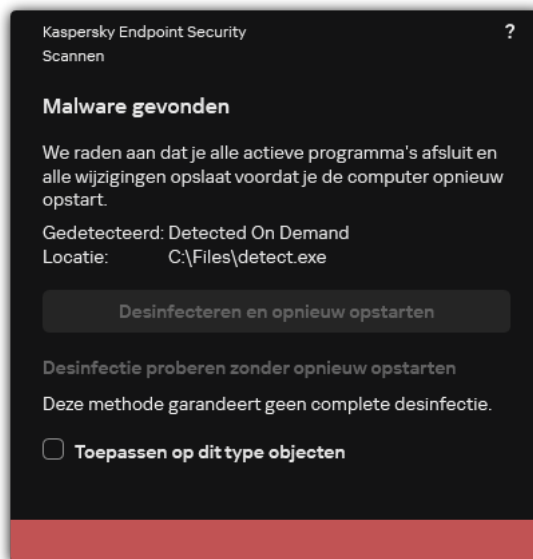 Kaspersky Endpoint Security
?
Scannen
Malware gevonden
We raden aan dat je alle actieve programma's afsluit en
alle wijzigingen opslaat voordat je de computer opnieuw
opstart.
Gedetecteerd: Detected On Demand
Locatie: C:\Files\detect.exe
Desinfecteren en opnieuw opstarten
Desinfectie proberen zonder opnieuw opstarten
Deze methode garandeert geen complete desinfectie.
Toepassen op dit type objecten